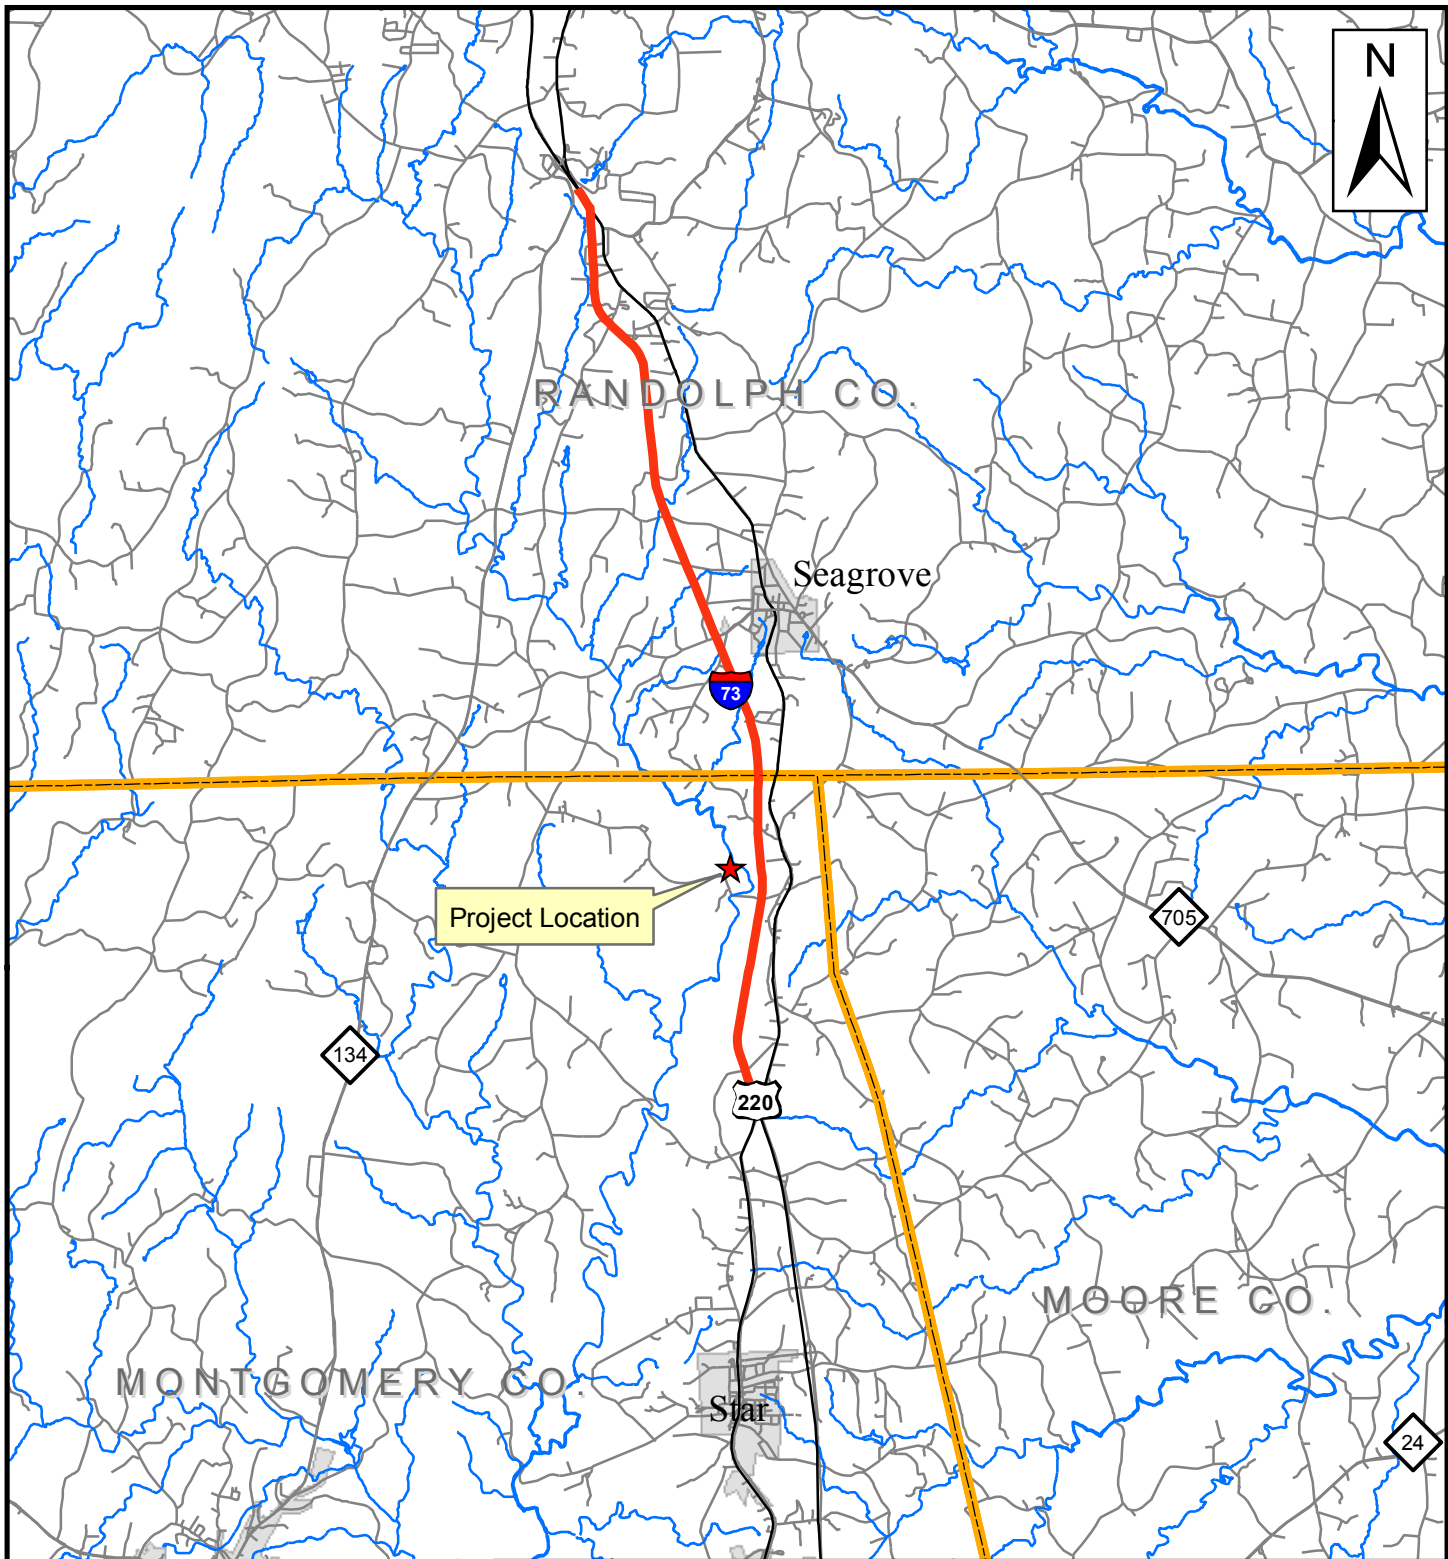 N
RANDOLPH CO.
Seagrove
73
Project Location
705
134
220
MOORE CO.
MONTGOMERY CO.
Star
24